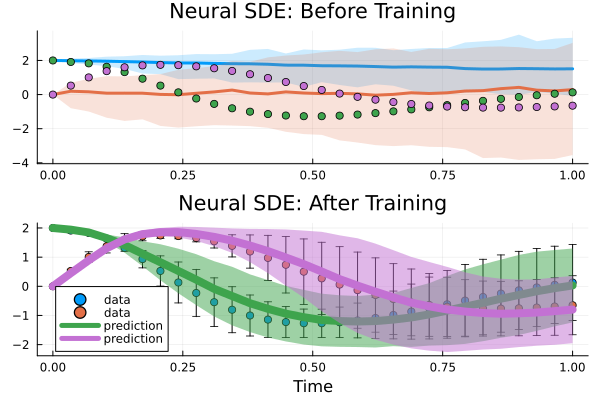 Neural SDE: Before Training
2
0
−2
−4
0.00 0.25 0.50 0.75 1.00
Neural SDE: After Training
2
1
0
−1
−2
data
data
prediction
prediction
0.00 0.25 0.50 0.75 1.00
Time